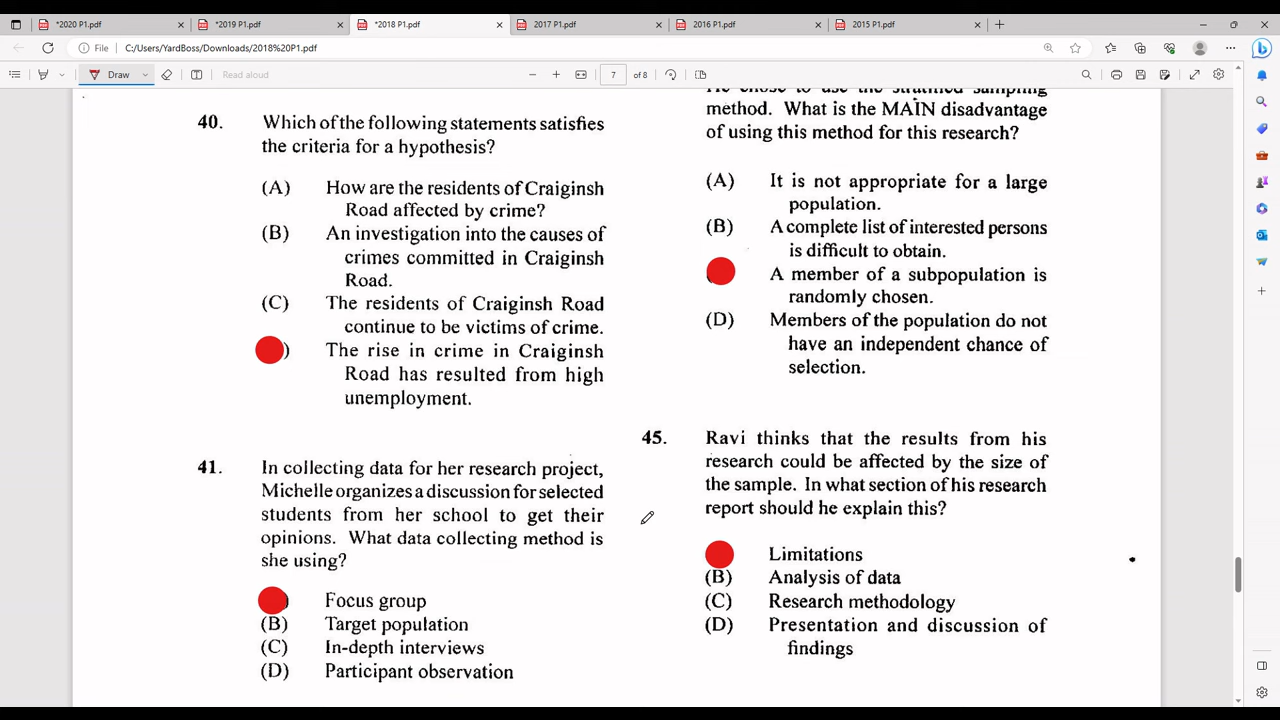 *2020 P1.pdf
*2019 P1.pdf
*2018 P1.pdf
2017 P1.pdf
2016 P1.pdf
2015 P1.pdf
File
C:/Users/YardBoss/Downloads/2018%20P1.pdf
Draw
Read aloud
7
of 8
40. Which of the following statements satisfies
the criteria for a hypothesis?
(A) How are the residents of Craiginsh
Road affected by crime?
(B) An investigation into the causes of
crimes committed in Craiginsh
Road.
(C) The residents of Craiginsh Road
continue to be victims of crime.
) The rise in crime in Craiginsh
Road has resulted from high
unemployment.
41. In collecting data for her research project,
Michelle organizes a discussion for selected
students from her school to get their
opinions. What data collecting method is
she using?
) Focus group
(B) Target population
(C) In-depth interviews
(D) Participant observation
He chose to use the stratified sampling
method. What is the MAIN disadvantage
of using this method for this research?
(A) It is not appropriate for a large
population.
(B) A complete list of interested persons
is difficult to obtain.
A member of a subpopulation is
randomly chosen.
(D) Members of the population do not
have an independent chance of
selection.
45. Ravi thinks that the results from his
research could be affected by the size of
the sample. In what section of his research
report should he explain this?
Limitations
(B) Analysis of data
(C) Research methodology
(D) Presentation and discussion of
findings